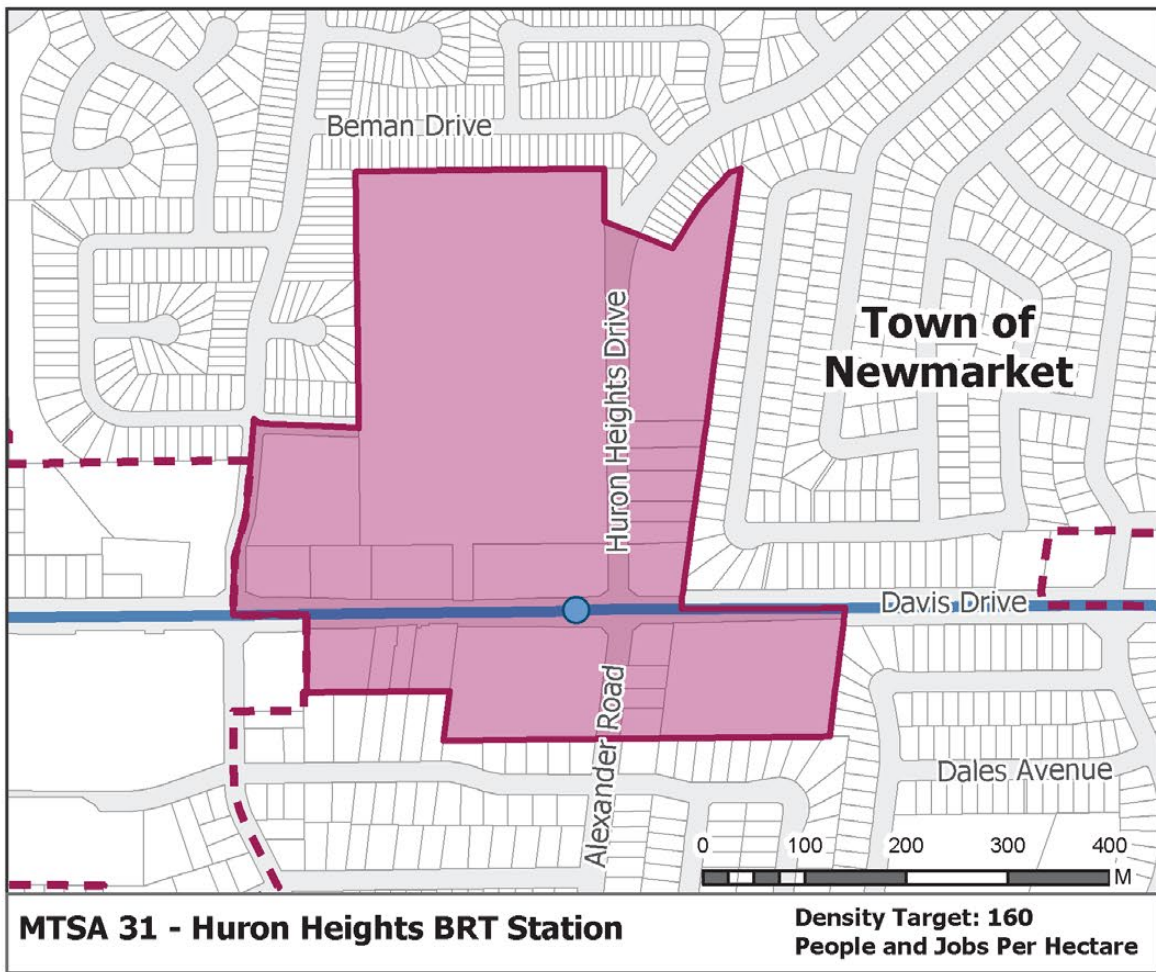 Beman Drive
Huron Heights Drive
Town of
Newmarket
Davis Drive
Alexander Road
Dales Avenue
0 100 200 300 400
M
MTSA 31 - Huron Heights BRT Station
Density Target: 160
People and Jobs Per Hectare